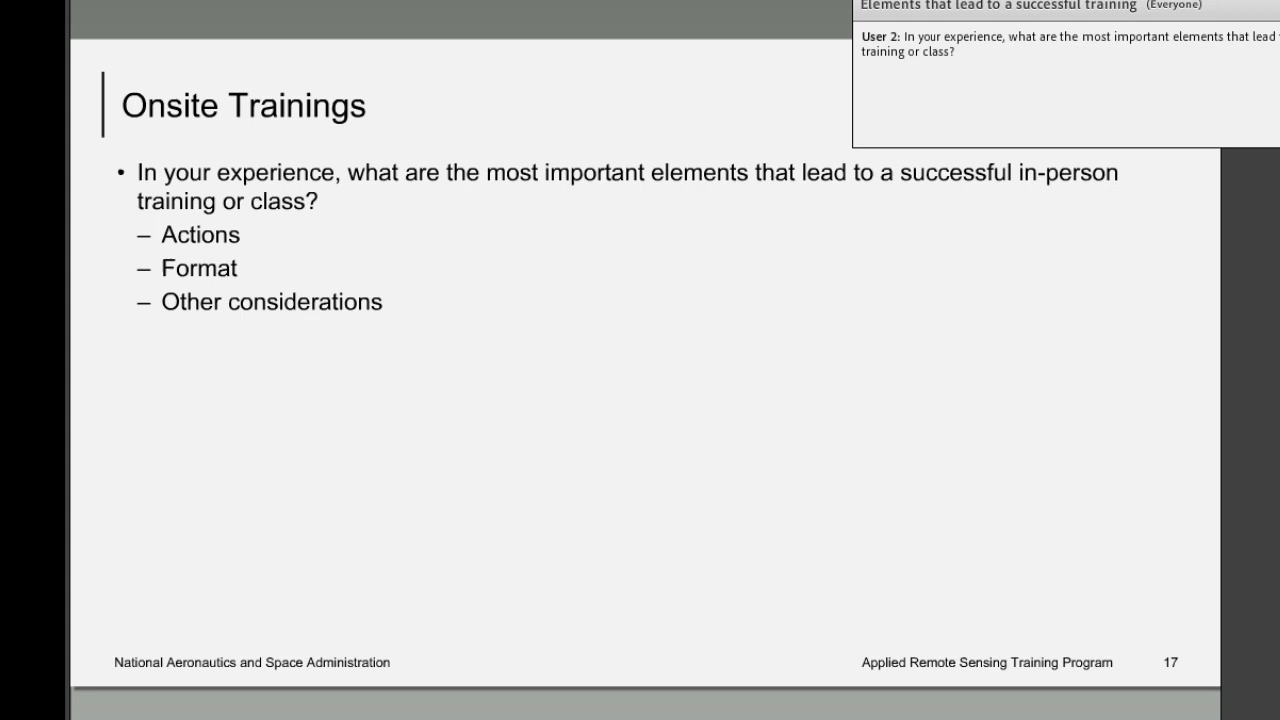 Elements that lead to a successful training (Everyone)
User 2: In your experience, what are the most important elements that lead
training or class?
Onsite Trainings
• In your experience, what are the most important elements that lead to a successful in-person
training or class?
– Actions
– Format
– Other considerations
National Aeronautics and Space Administration
Applied Remote Sensing Training Program
17